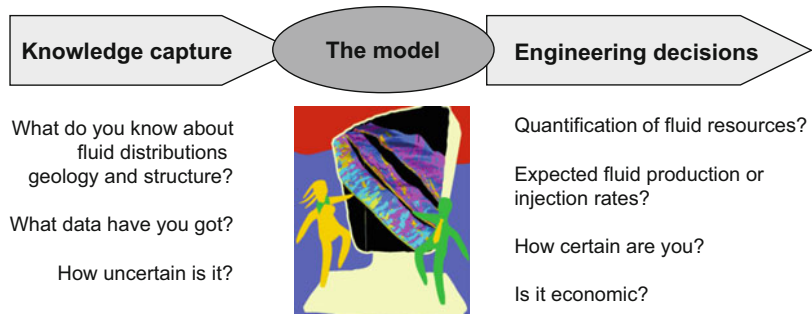 Knowledge capture
The model
Engineering decisions
What do you know about
fluid distributions
geology and structure?
What data have you got?
How uncertain is it?
Quantification of fluid resources?
Expected fluid production or
injection rates?
How certain are you?
Is it economic?